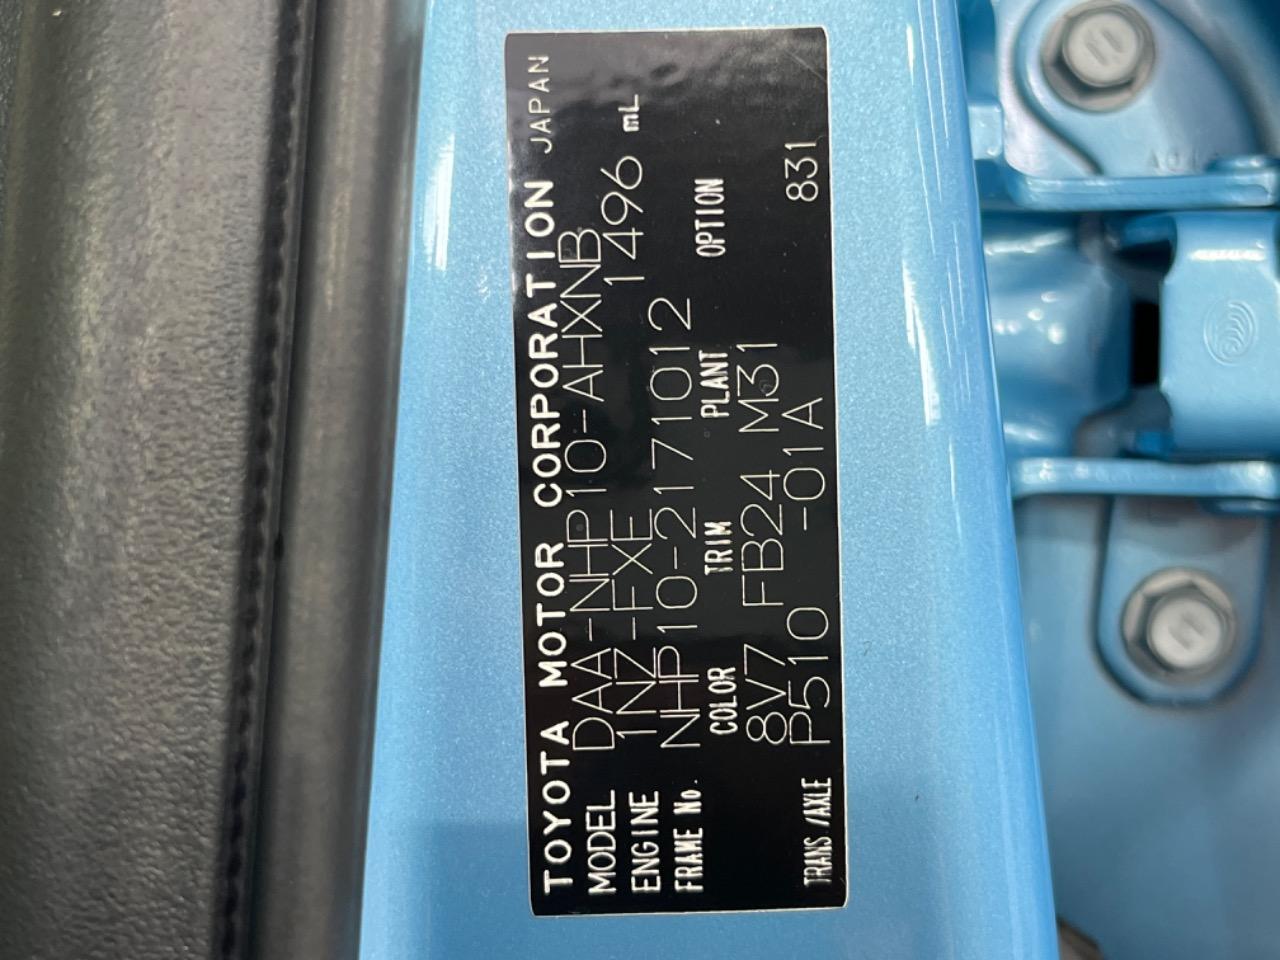 TOYOTA MOTOR CORPORATION JAPAN
MODEL DAA-NHP10-AHXNB
ENGINE 1NZ-FXE 1496 mL
FRAME No. NHP10-2171012
COLOR TRIM PLANT OPTION
8V7 FB24 M31
TRANS/AXLE P510 -01A 831